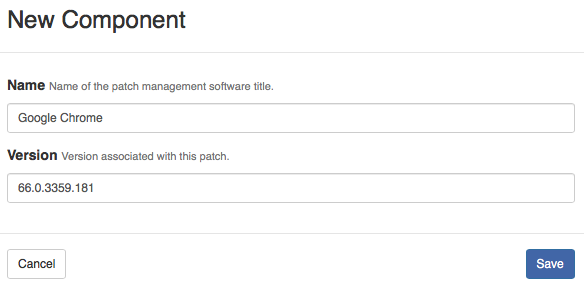 New Component
Name Name of the patch management software title.
Google Chrome
Version Version associated with this patch.
66.0.3359.181
Cancel Save